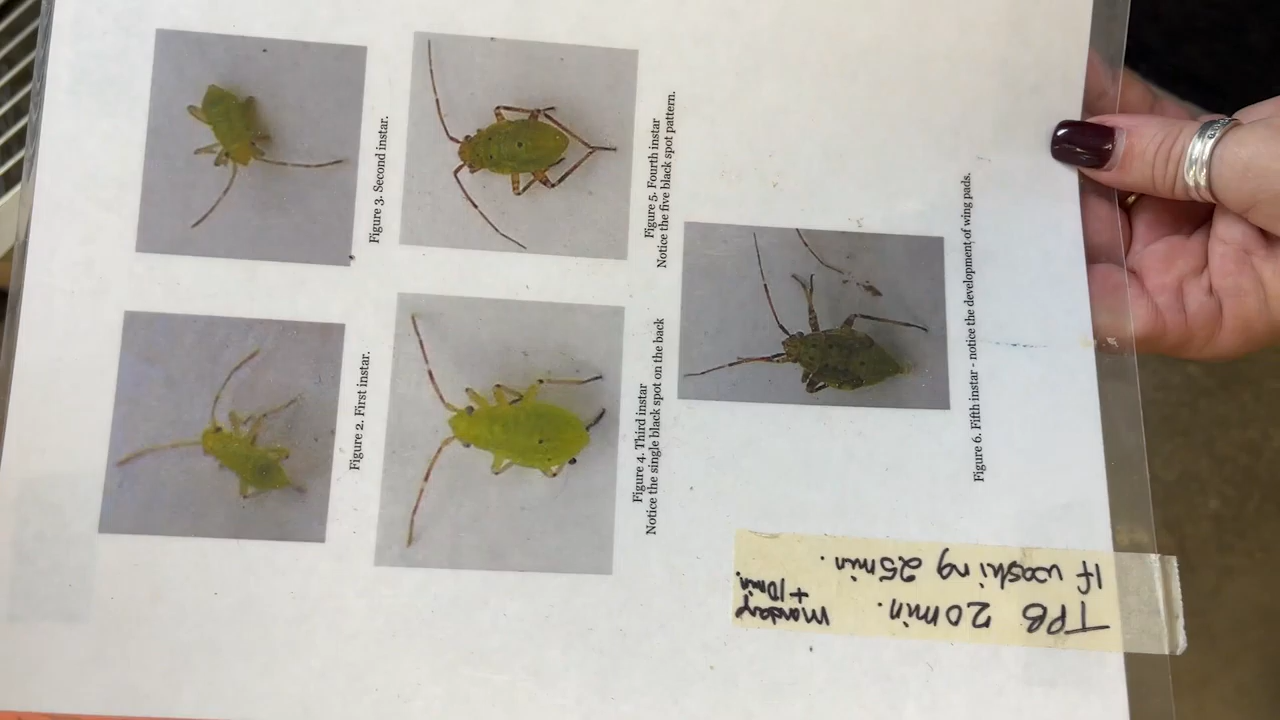 Figure 2. First instar.
Figure 3. Second instar.
Figure 4. Third instar
Notice the single black spot on the back
Figure 5. Fourth instar
Notice the five black spot pattern.
Figure 6. Fifth instar - notice the development of wing pads.
TPB 20min. Monday
+10min.
If washing 25min.